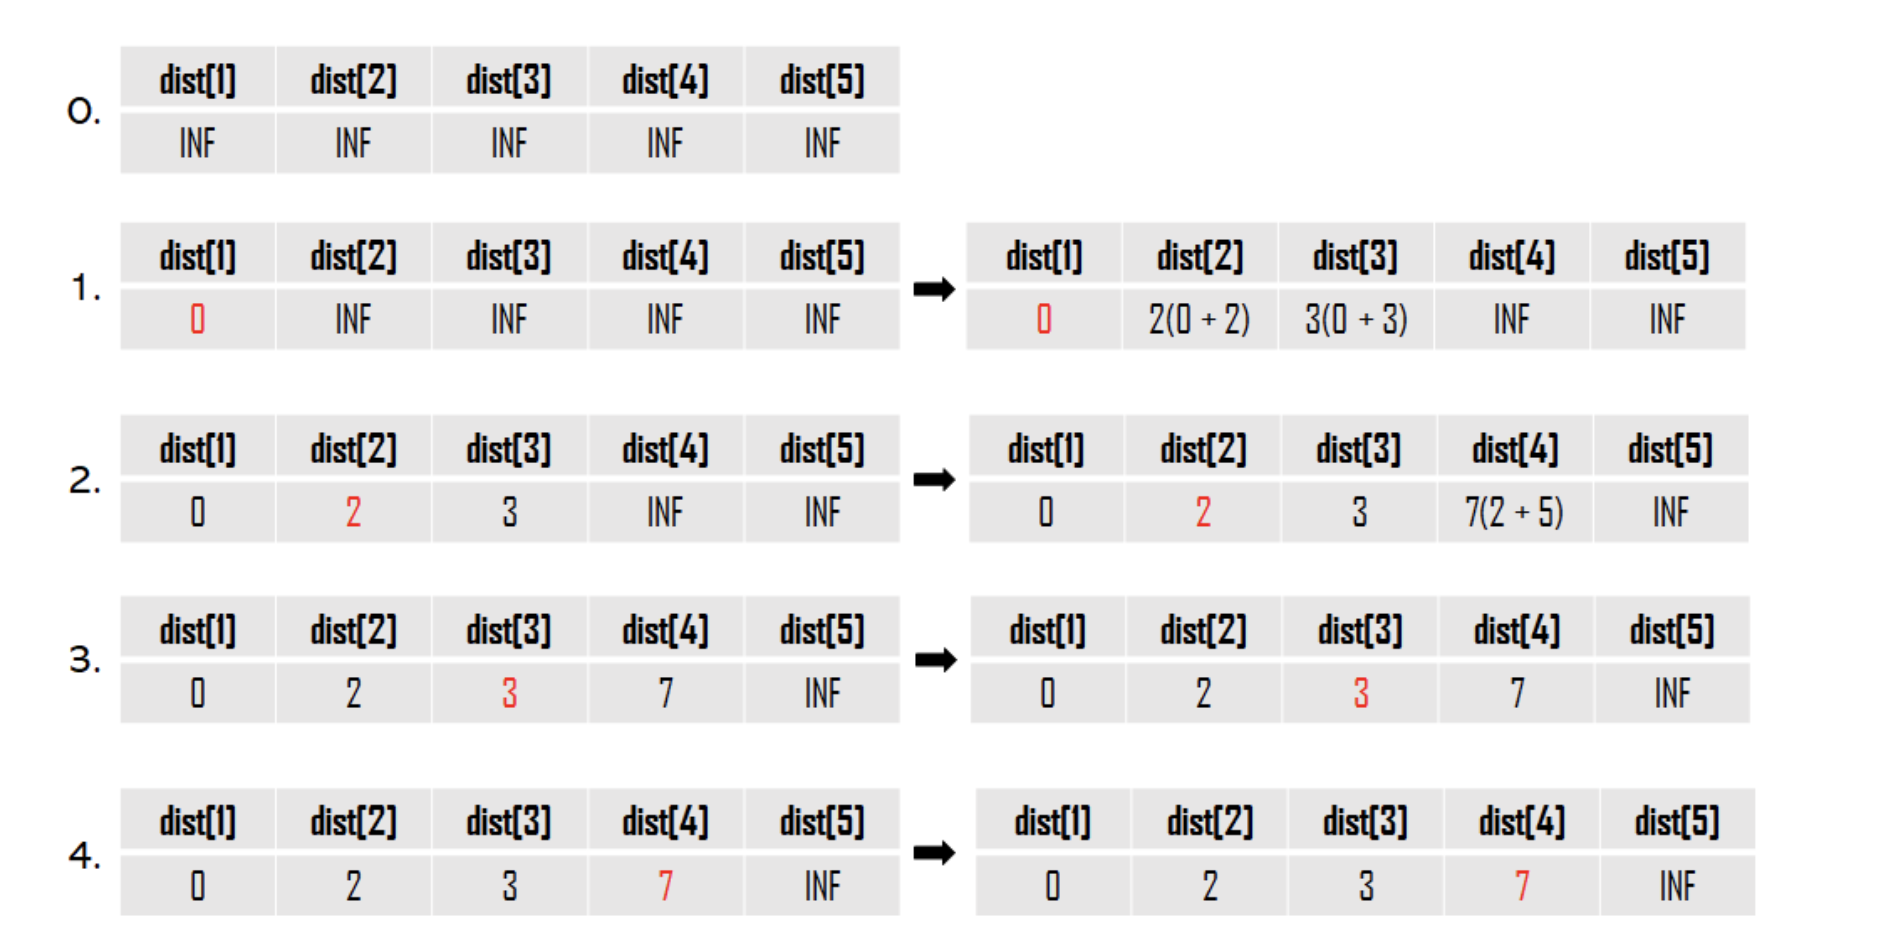 dist[1] dist[2] dist[3] dist[4] dist[5]
0.
INF INF INF INF INF
dist[1] dist[2] dist[3] dist[4] dist[5] dist[1] dist[2] dist[3] dist[4] dist[5]
1.
0 INF INF INF INF 0 2(0 + 2) 3(0 + 3) INF INF
dist[1] dist[2] dist[3] dist[4] dist[5] dist[1] dist[2] dist[3] dist[4] dist[5]
2.
0 2 3 INF INF 0 2 3 7(2 + 5) INF
dist[1] dist[2] dist[3] dist[4] dist[5] dist[1] dist[2] dist[3] dist[4] dist[5]
3.
0 2 3 7 INF 0 2 3 7 INF
dist[1] dist[2] dist[3] dist[4] dist[5] dist[1] dist[2] dist[3] dist[4] dist[5]
4.
0 2 3 7 INF 0 2 3 7 INF